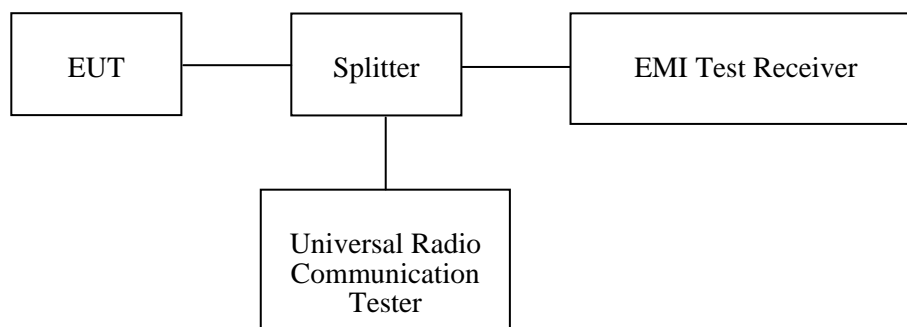 EUT
Splitter
EMI Test Receiver
Universal Radio
Communication
Tester